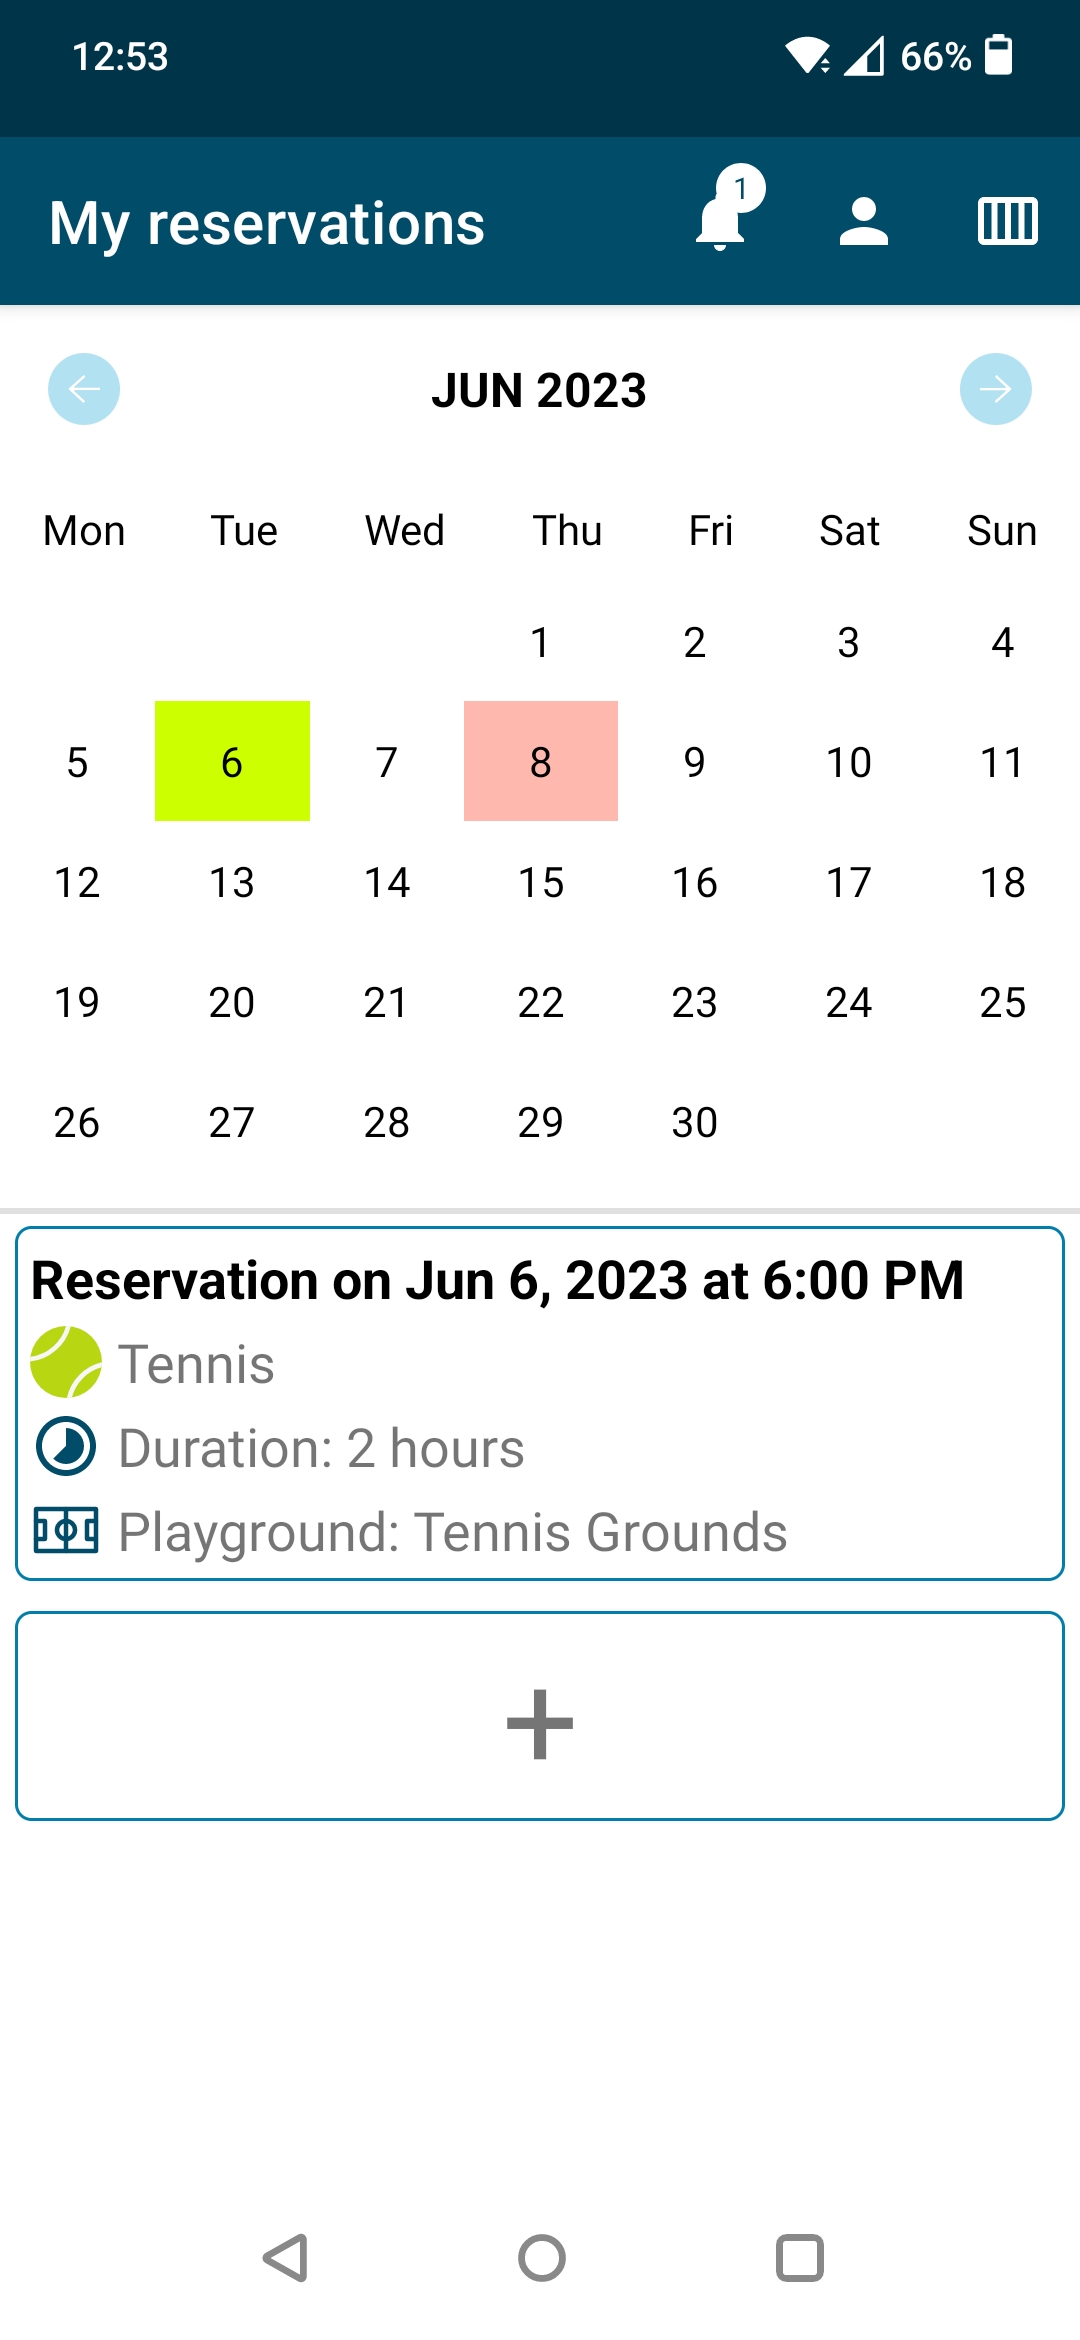 12:53 66%
My reservations 1
JUN 2023
Mon Tue Wed Thu Fri Sat Sun
1 2 3 4
5 6 7 8 9 10 11
12 13 14 15 16 17 18
19 20 21 22 23 24 25
26 27 28 29 30
Reservation on Jun 6, 2023 at 6:00 PM
Tennis
Duration: 2 hours
Playground: Tennis Grounds